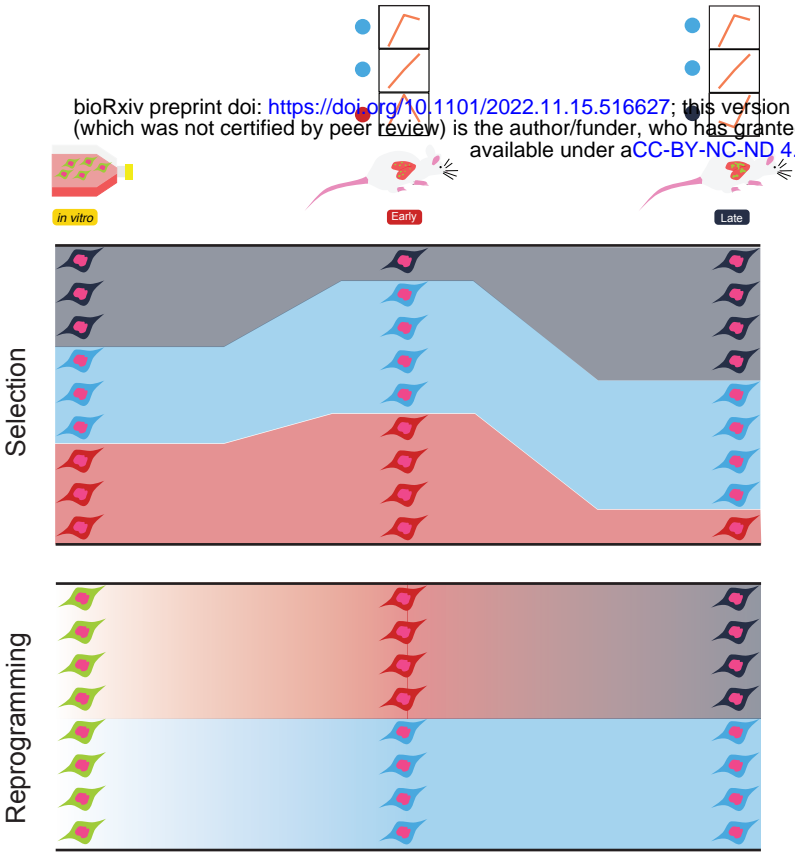 bioRxiv preprint doi: https://doi.org/10.1101/2022.11.15.516627; this version
(which was not certified by peer review) is the author/funder, who has grante
available under aCC-BY-NC-ND 4.
in vitro
Early
Late
Selection
Reprogramming